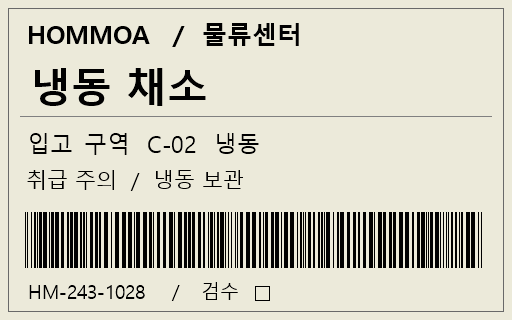 HOMMOA / 물류센터
냉동 채소
입고 구역 C-02 냉동
취급 주의 / 냉동 보관
HM-243-1028 / 검수 □